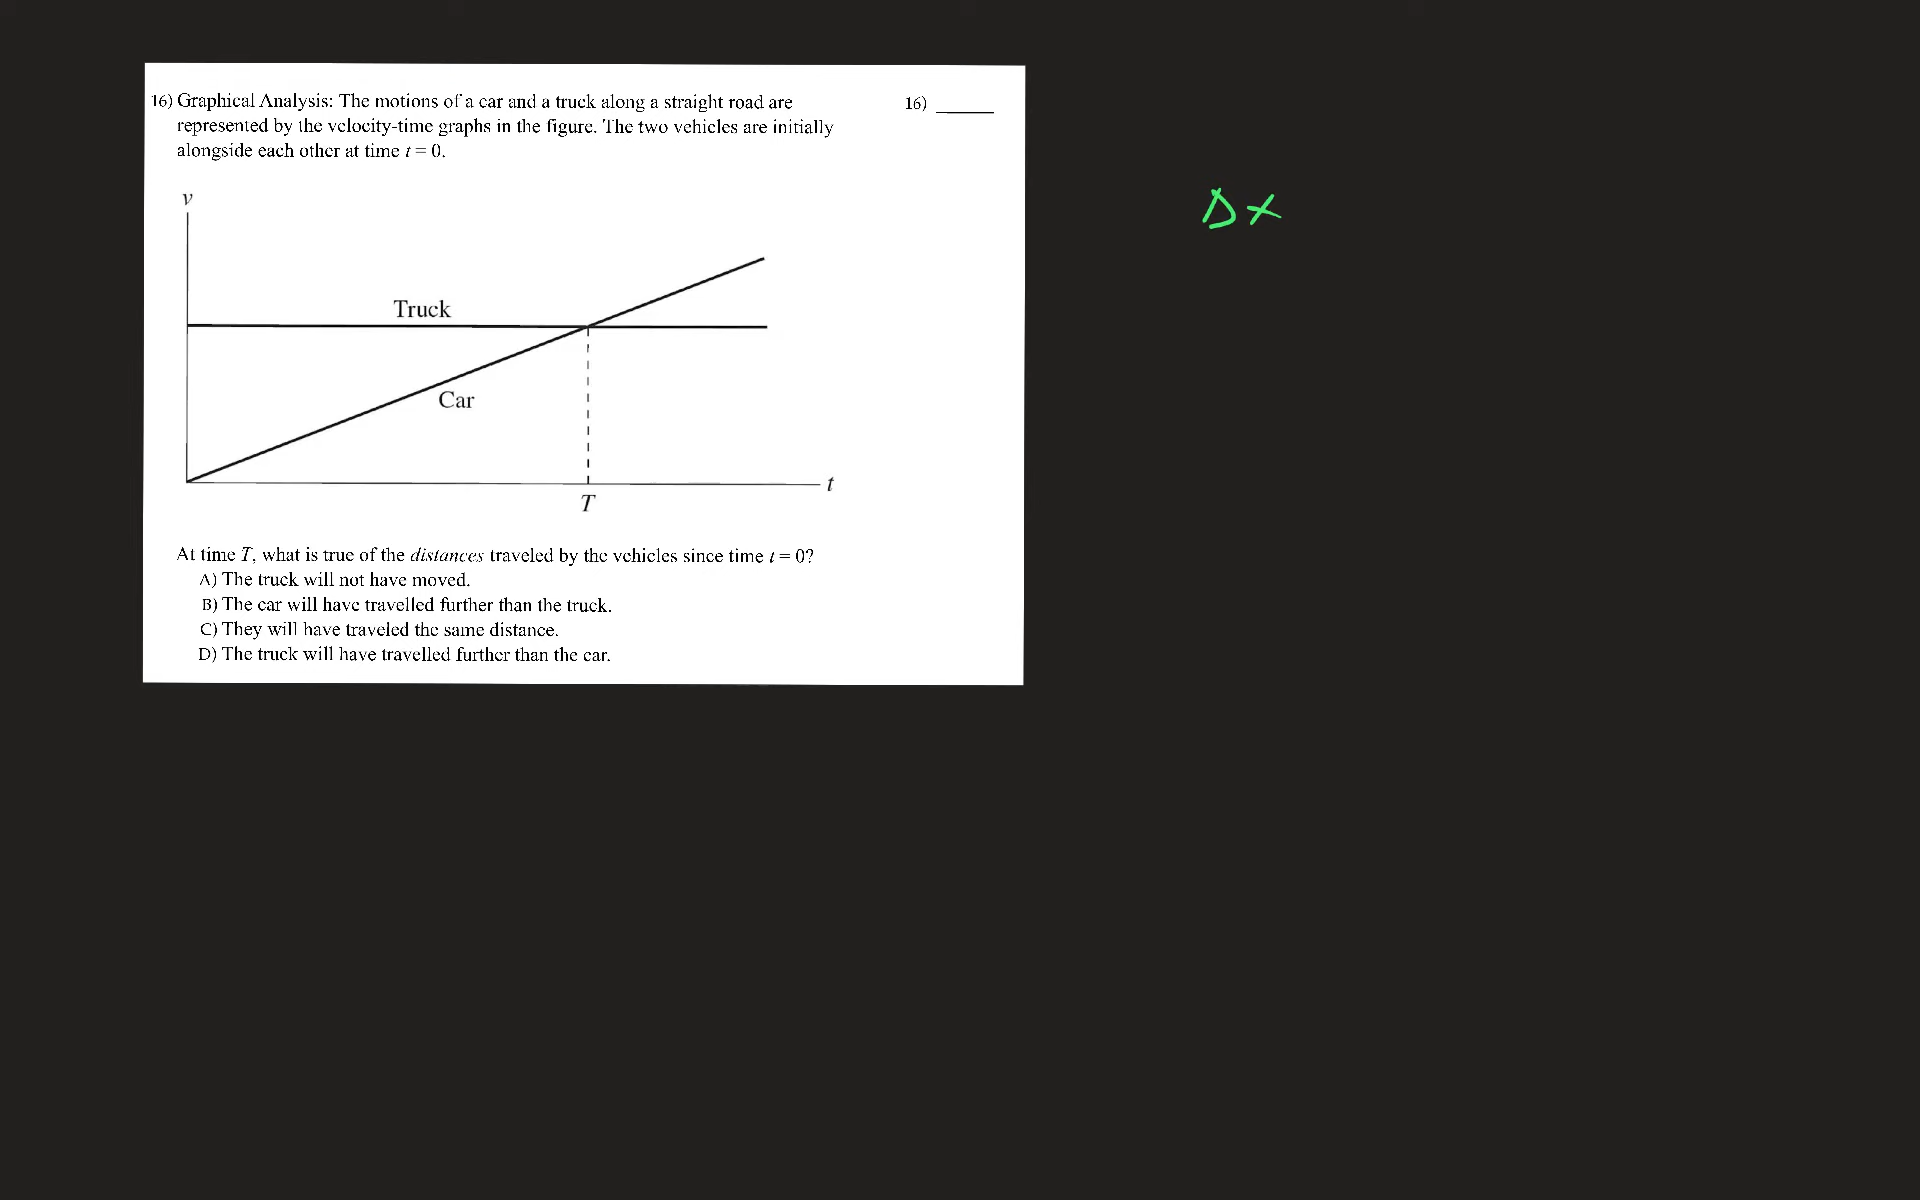 16) Graphical Analysis: The motions of a car and a truck along a straight road are
represented by the velocity-time graphs in the figure. The two vehicles are initially
alongside each other at time t = 0.
16) ______
Δx
v
Truck
Car
t
T
At time T, what is true of the distances traveled by the vehicles since time t = 0?
A) The truck will not have moved.
B) The car will have travelled further than the truck.
C) They will have traveled the same distance.
D) The truck will have travelled further than the car.